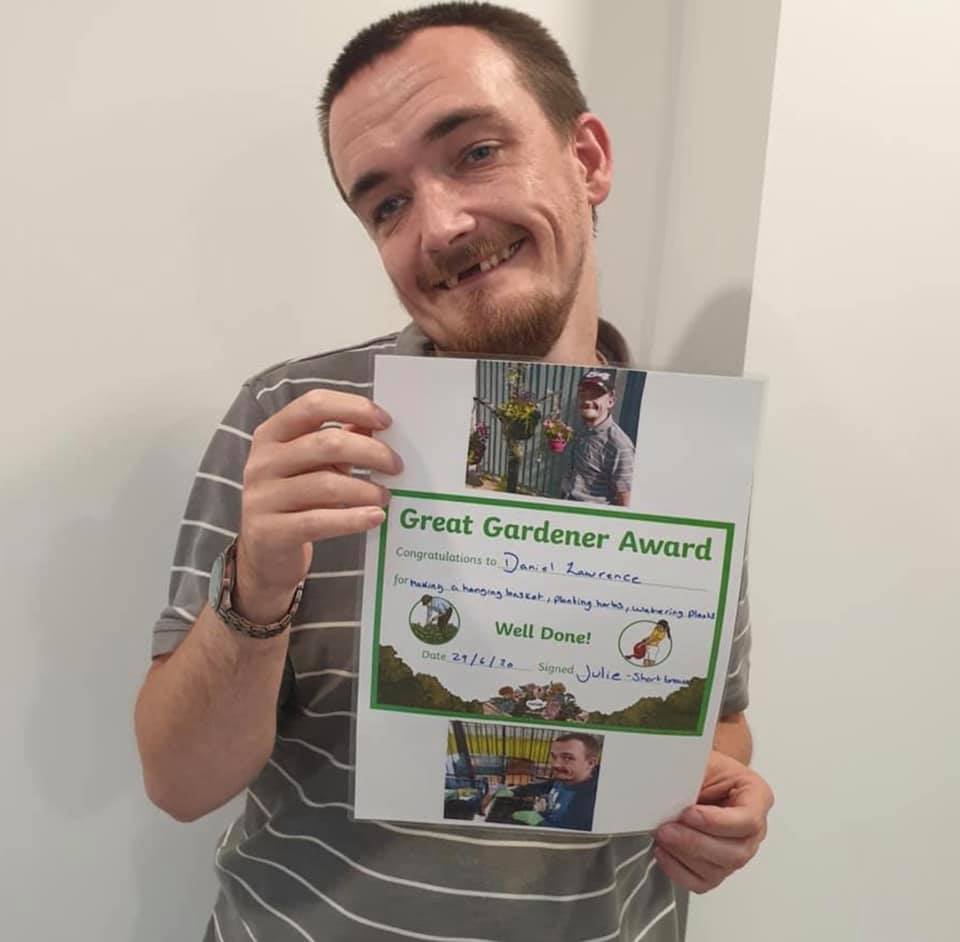 Great Gardener Award
Congratulations to Daniel Lawrence
for making a hanging basket, planting herbs, watering plants
Well Done!
Date 29/6/20 Signed Julie - Short breaks